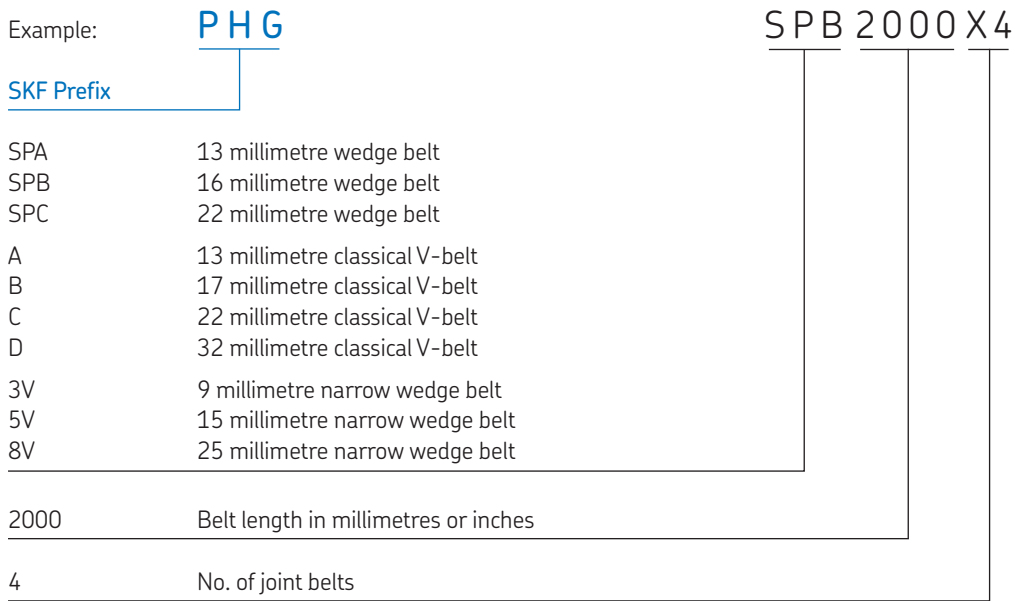 Example: PHG SPB 2000 X4
SKF Prefix
SPA 13 millimetre wedge belt
SPB 16 millimetre wedge belt
SPC 22 millimetre wedge belt
A 13 millimetre classical V-belt
B 17 millimetre classical V-belt
C 22 millimetre classical V-belt
D 32 millimetre classical V-belt
3V 9 millimetre narrow wedge belt
5V 15 millimetre narrow wedge belt
8V 25 millimetre narrow wedge belt
2000 Belt length in millimetres or inches
4 No. of joint belts